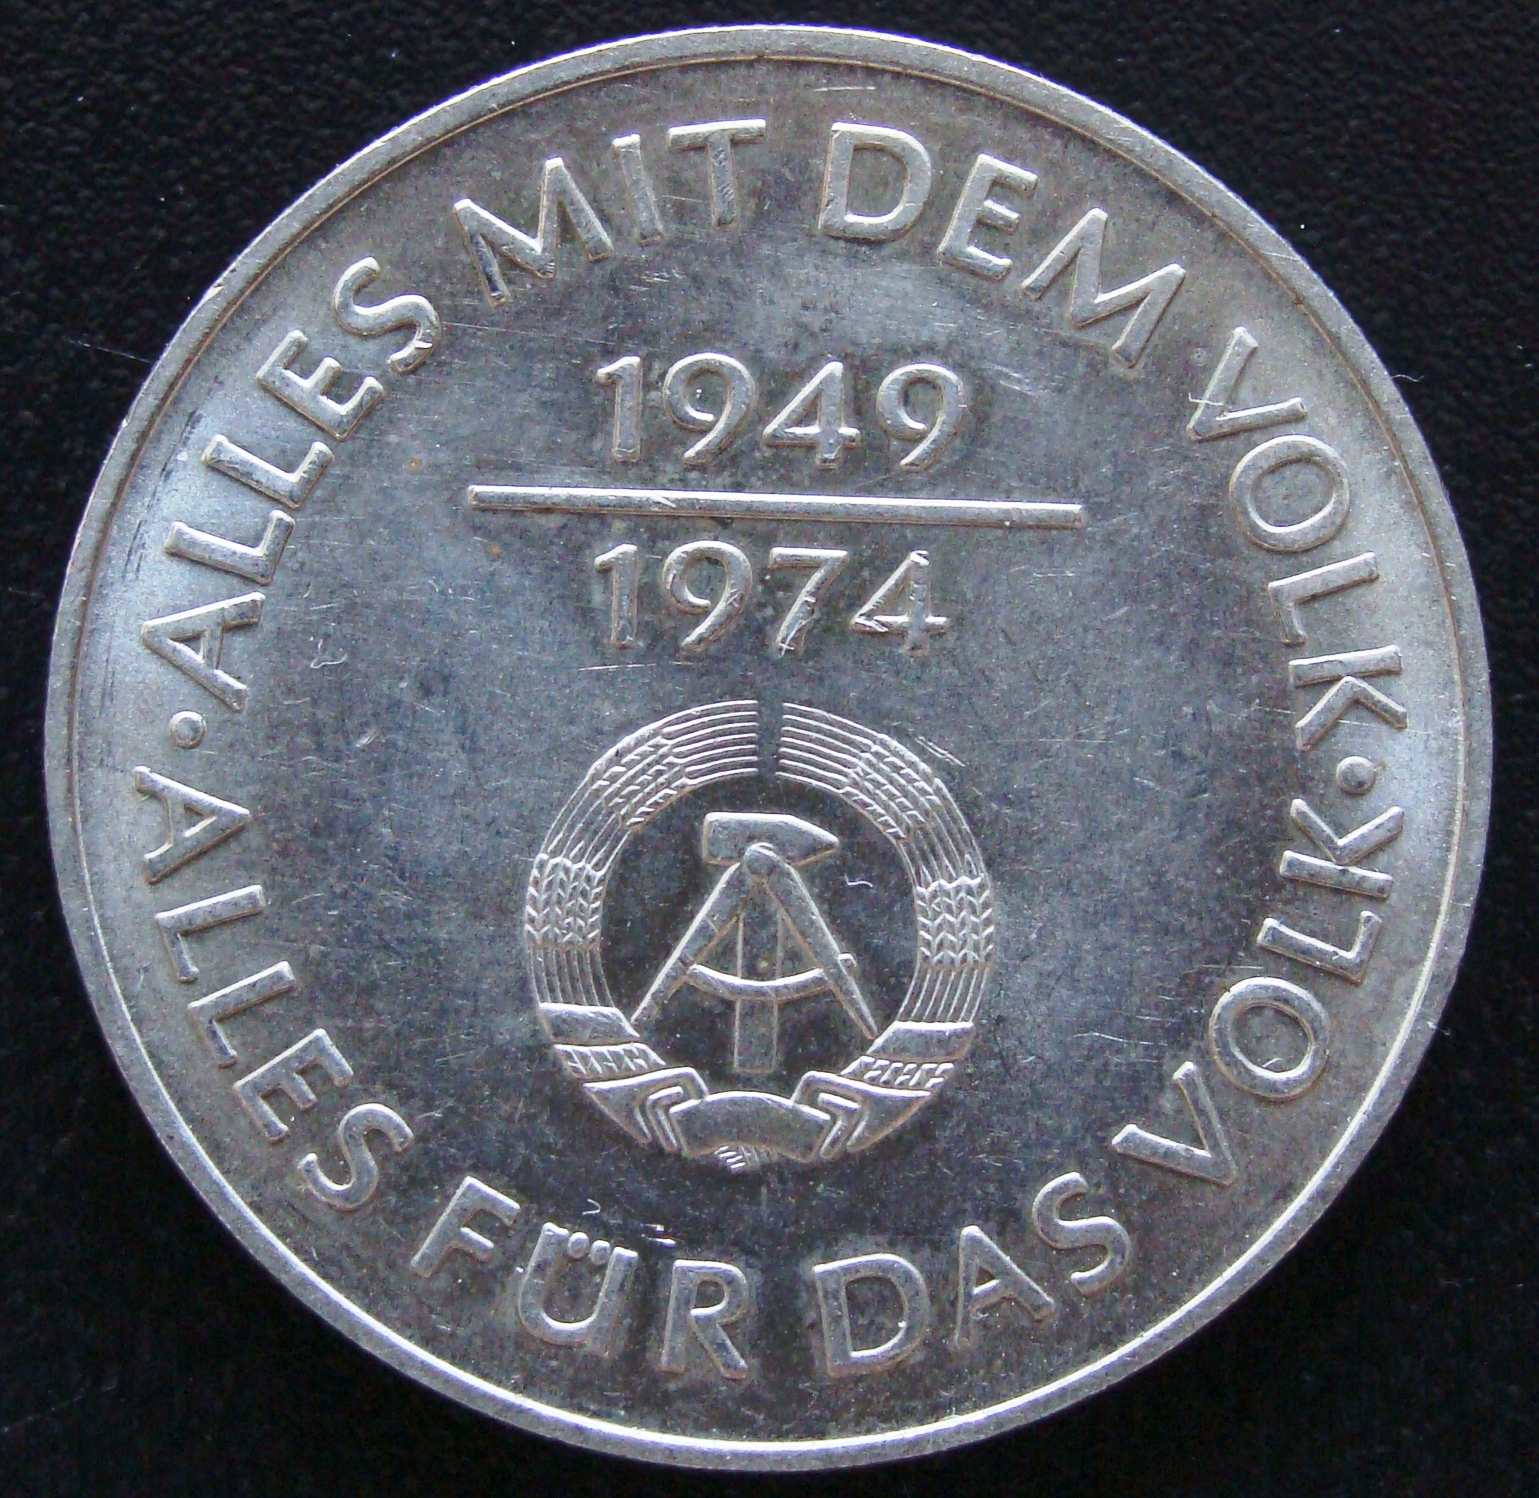 ALLES MIT DEM VOLK •
ALLES FÜR DAS VOLK •
1949
1974